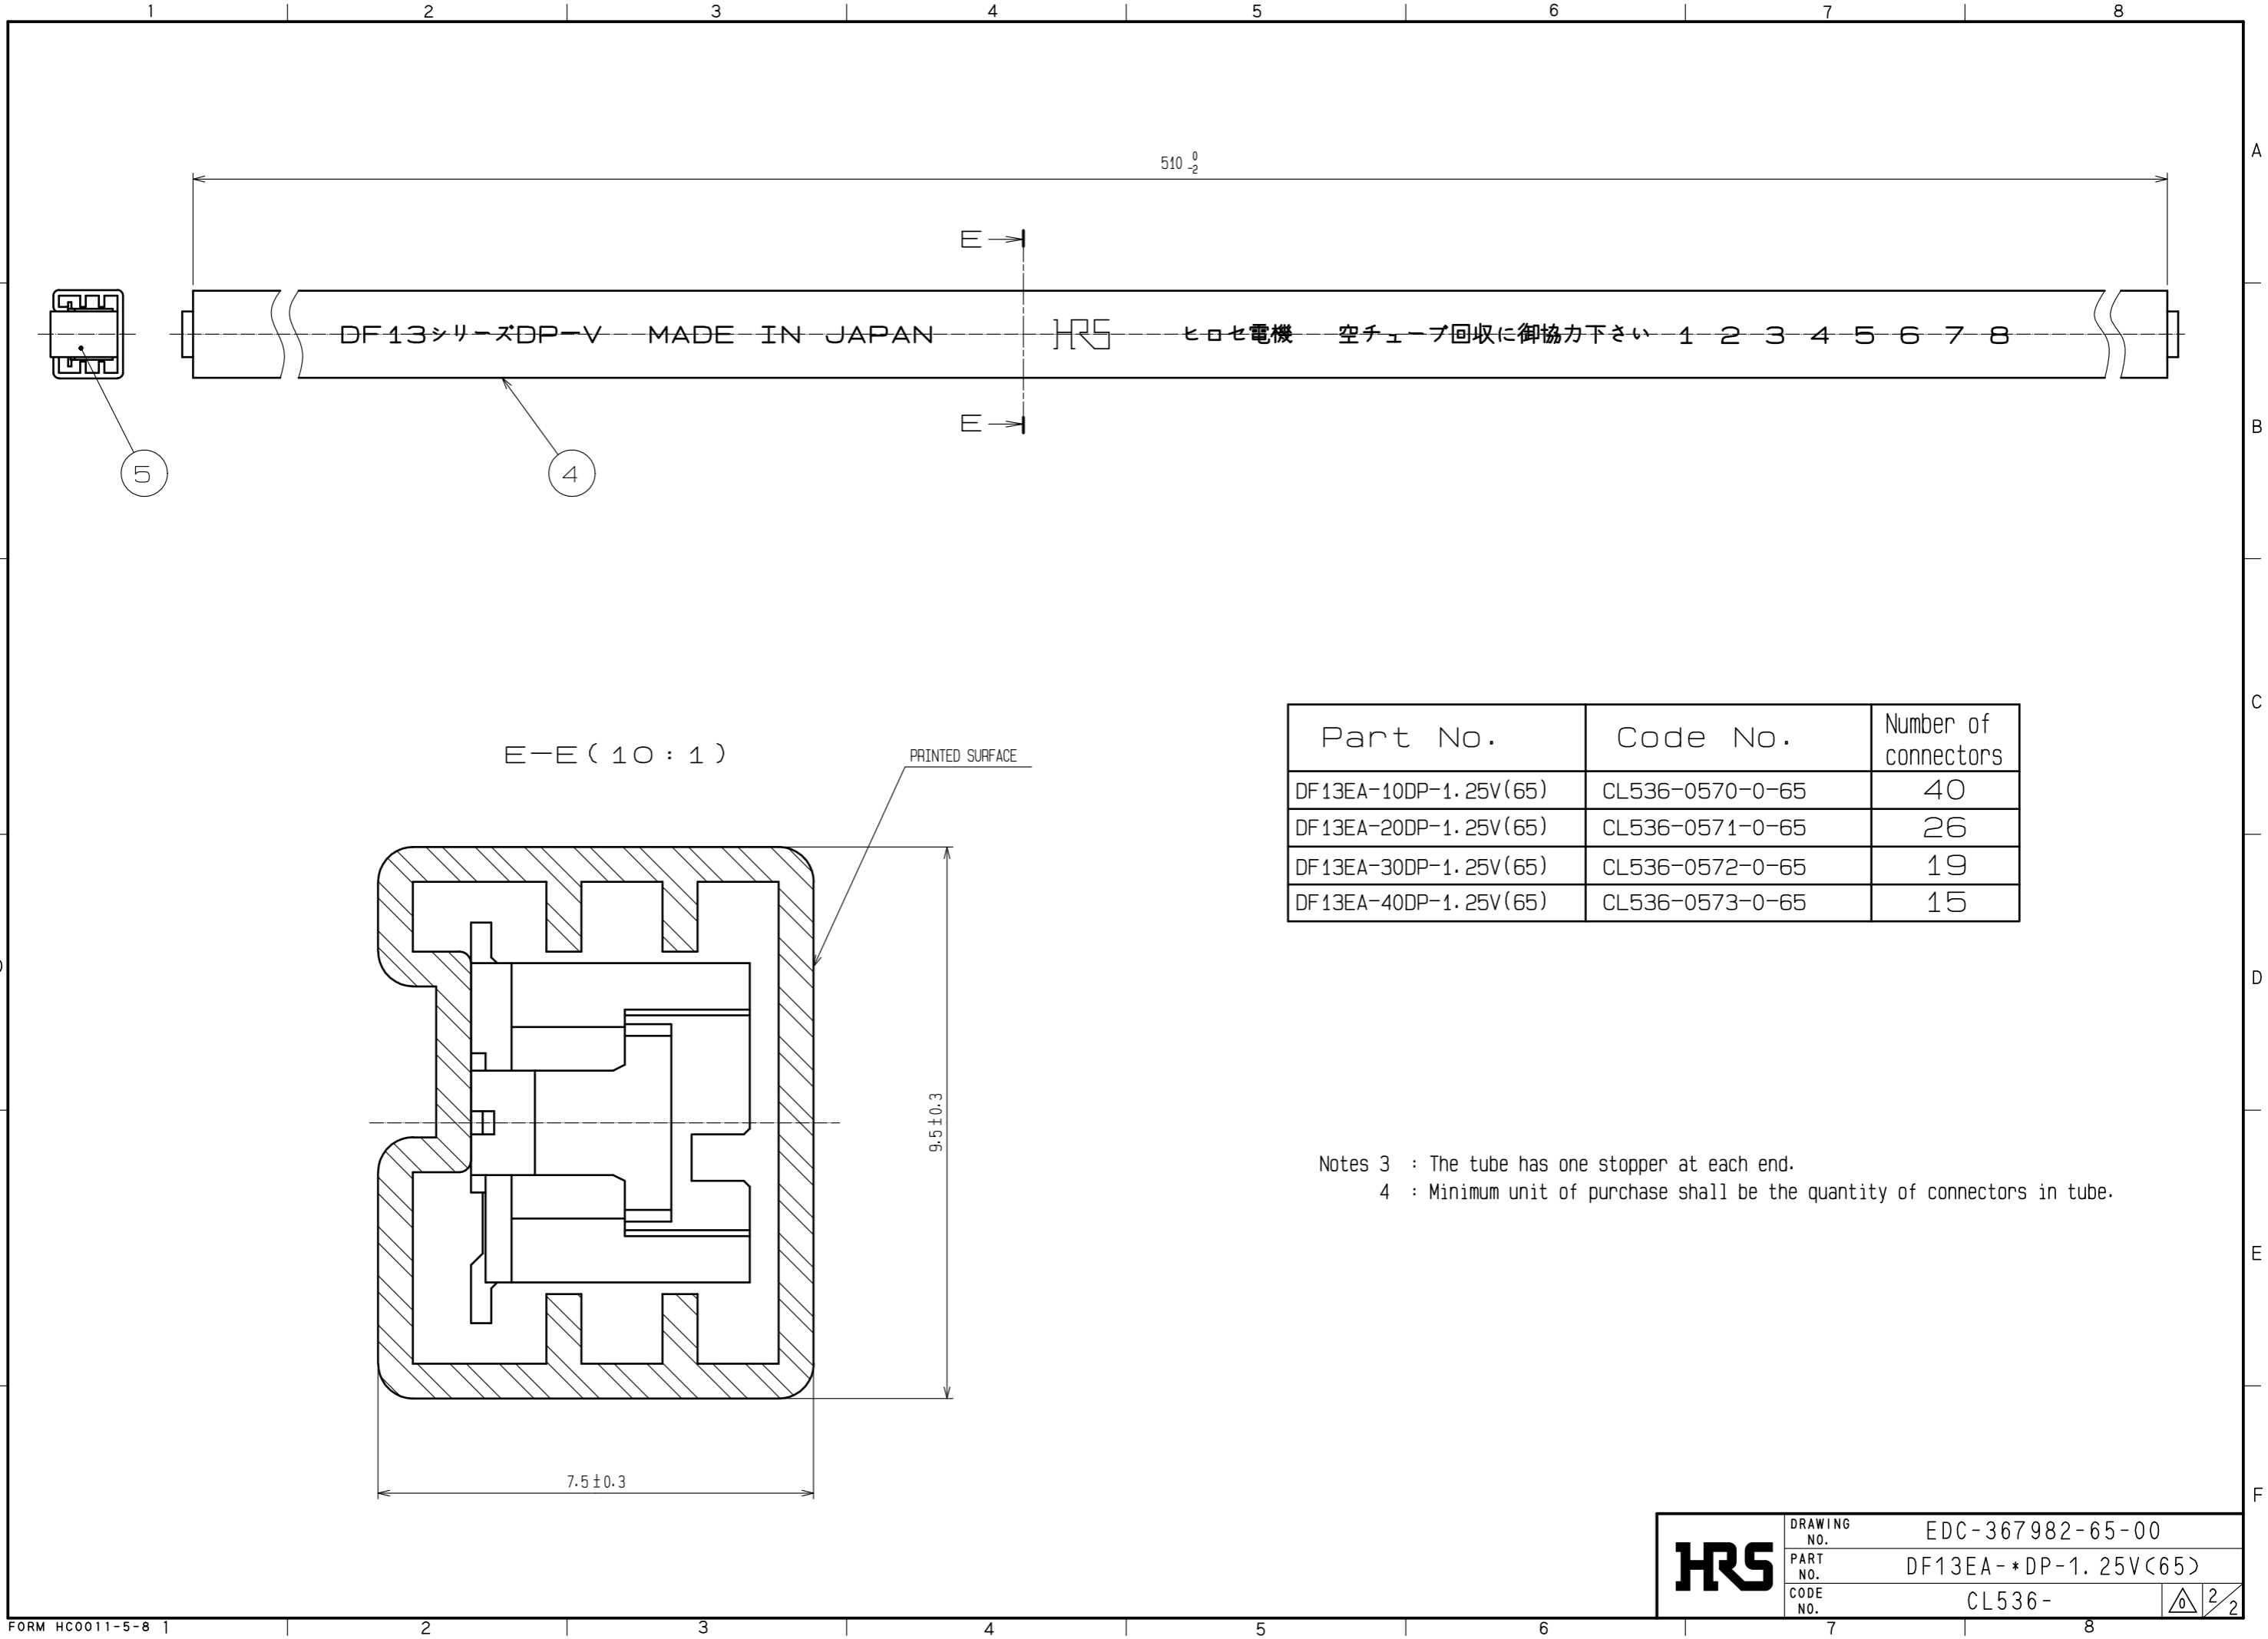 1 2 3 4 5 6 7 8
510 0 -2
A
E
DF13シリーズDP-V MADE IN JAPAN HRS ヒロセ電機 空チューブ回収に御協力下さい 1 2 3 4 5 6 7 8
E
B
5 4
C
Part No. Code No. Number of connectors
DF13EA-10DP-1.25V(65) CL536-0570-0-65 40
DF13EA-20DP-1.25V(65) CL536-0571-0-65 26
DF13EA-30DP-1.25V(65) CL536-0572-0-65 19
DF13EA-40DP-1.25V(65) CL536-0573-0-65 15
E-E(10:1)
PRINTED SURFACE
D
9.5±0.3
Notes 3 : The tube has one stopper at each end.
4 : Minimum unit of purchase shall be the quantity of connectors in tube.
E
7.5±0.3
F
HRS
DRAWING NO. EDC-367982-65-00
PART NO. DF13EA-*DP-1.25V(65)
CODE NO. CL536- 0 2/2
FORM HC0011-5-8 1 2 3 4 5 6 7 8